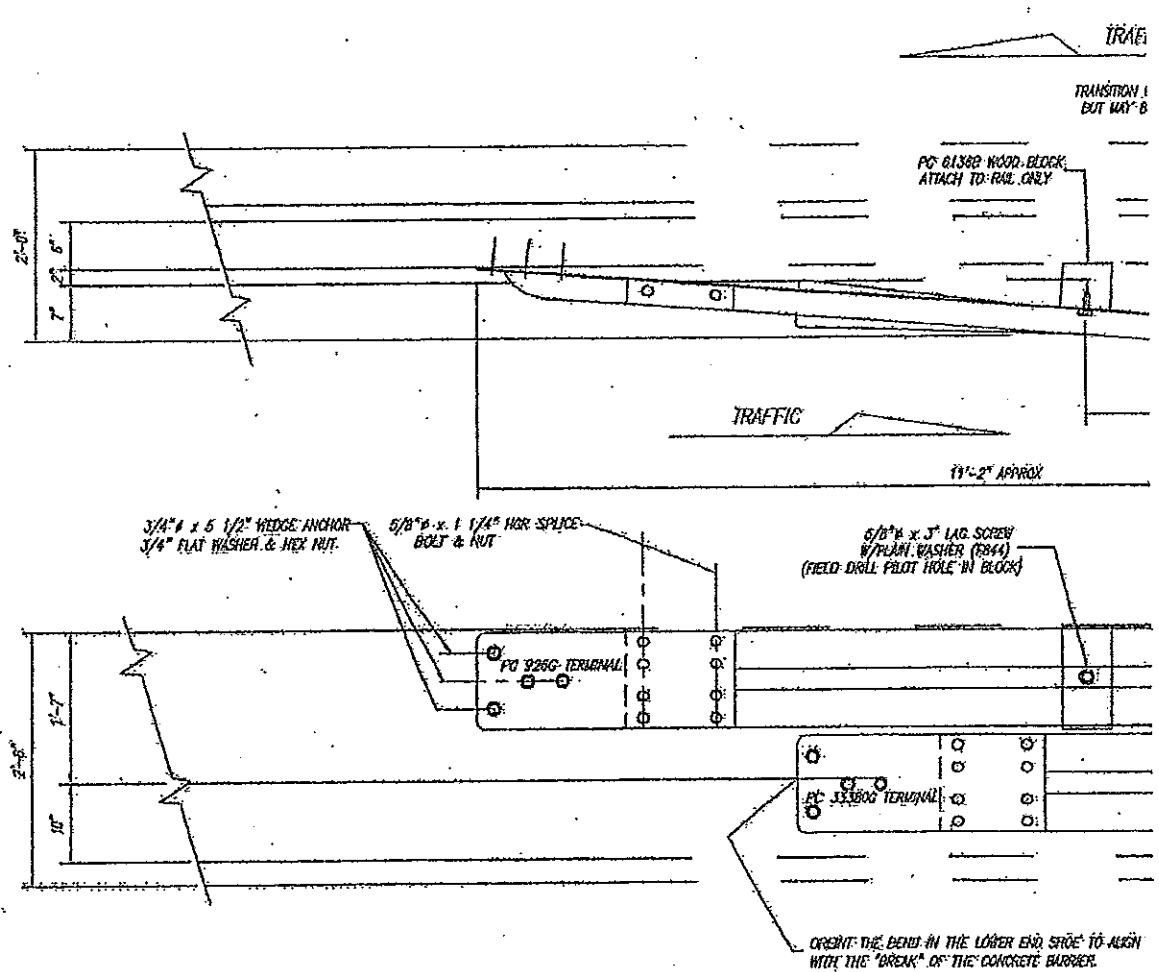 TRAF
TRANSITION
BUT MAY B
PC 6138B WOOD BLOCK
ATTACH TO RAIL ONLY
2'-0"
6"
2"
7"
TRAFFIC
11'-2" APPROX
3/4"ø x 5 1/2" WEDGE ANCHOR
3/4" FLAT WASHER & HEX NUT.
5/8"ø x 1 1/4" HGR SPLICE
BOLT & NUT
5/8"ø x 3" LAG SCREW
W/PLAIN WASHER
(FIELD DRILL PILOT HOLE IN BLOCK)
PC 926G TERMINAL
1'-7"
10"
PC 33380G TERMINAL
ORIENT THE BEND IN THE LOWER END SHOE TO ALIGN
WITH THE "BREAK" OF THE CONCRETE BARRIER.